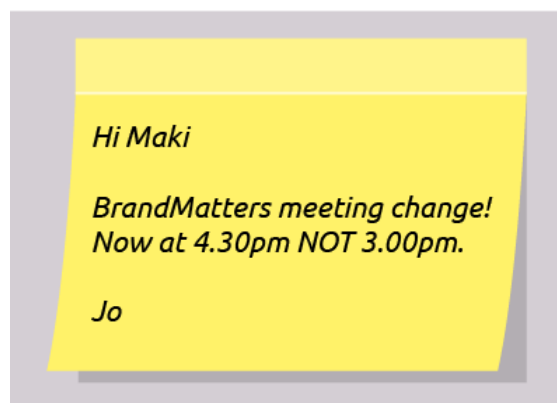 Hi Maki
BrandMatters meeting change!
Now at 4.30pm NOT 3.00pm.
Jo